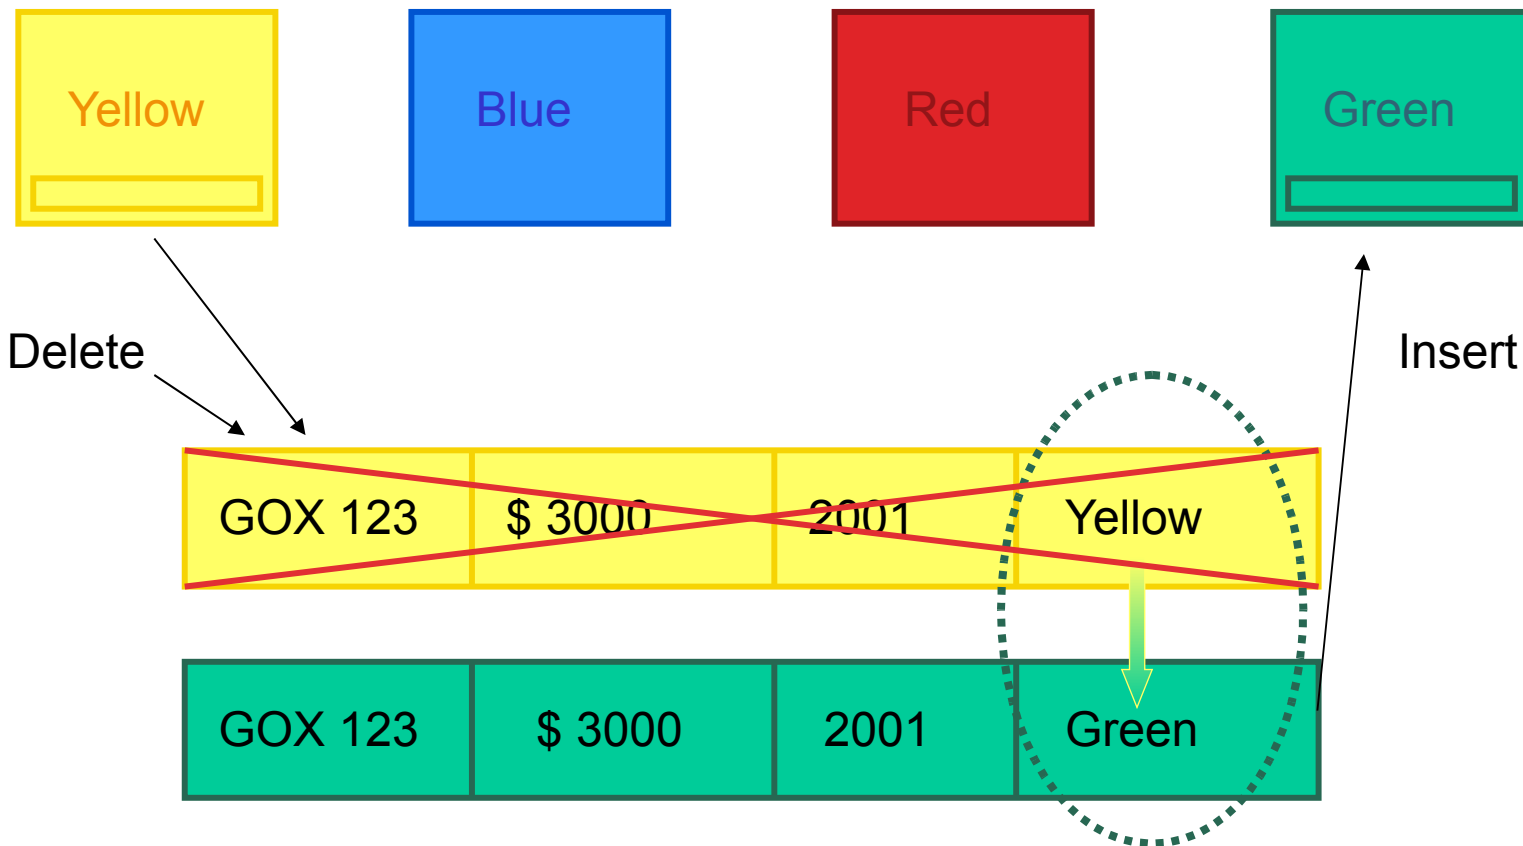 Yellow
Blue
Red
Green
Delete
Insert
GOX 123
$ 3000
2001
Yellow
GOX 123
$ 3000
2001
Green